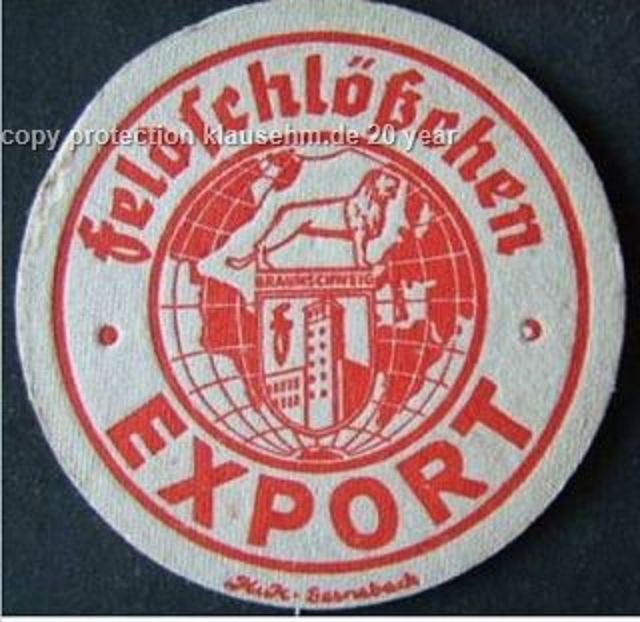 Feldschlößchen
copy protection klausehm.de 20 year
BRAUNSCHWEIG
EXPORT
Gernsbach